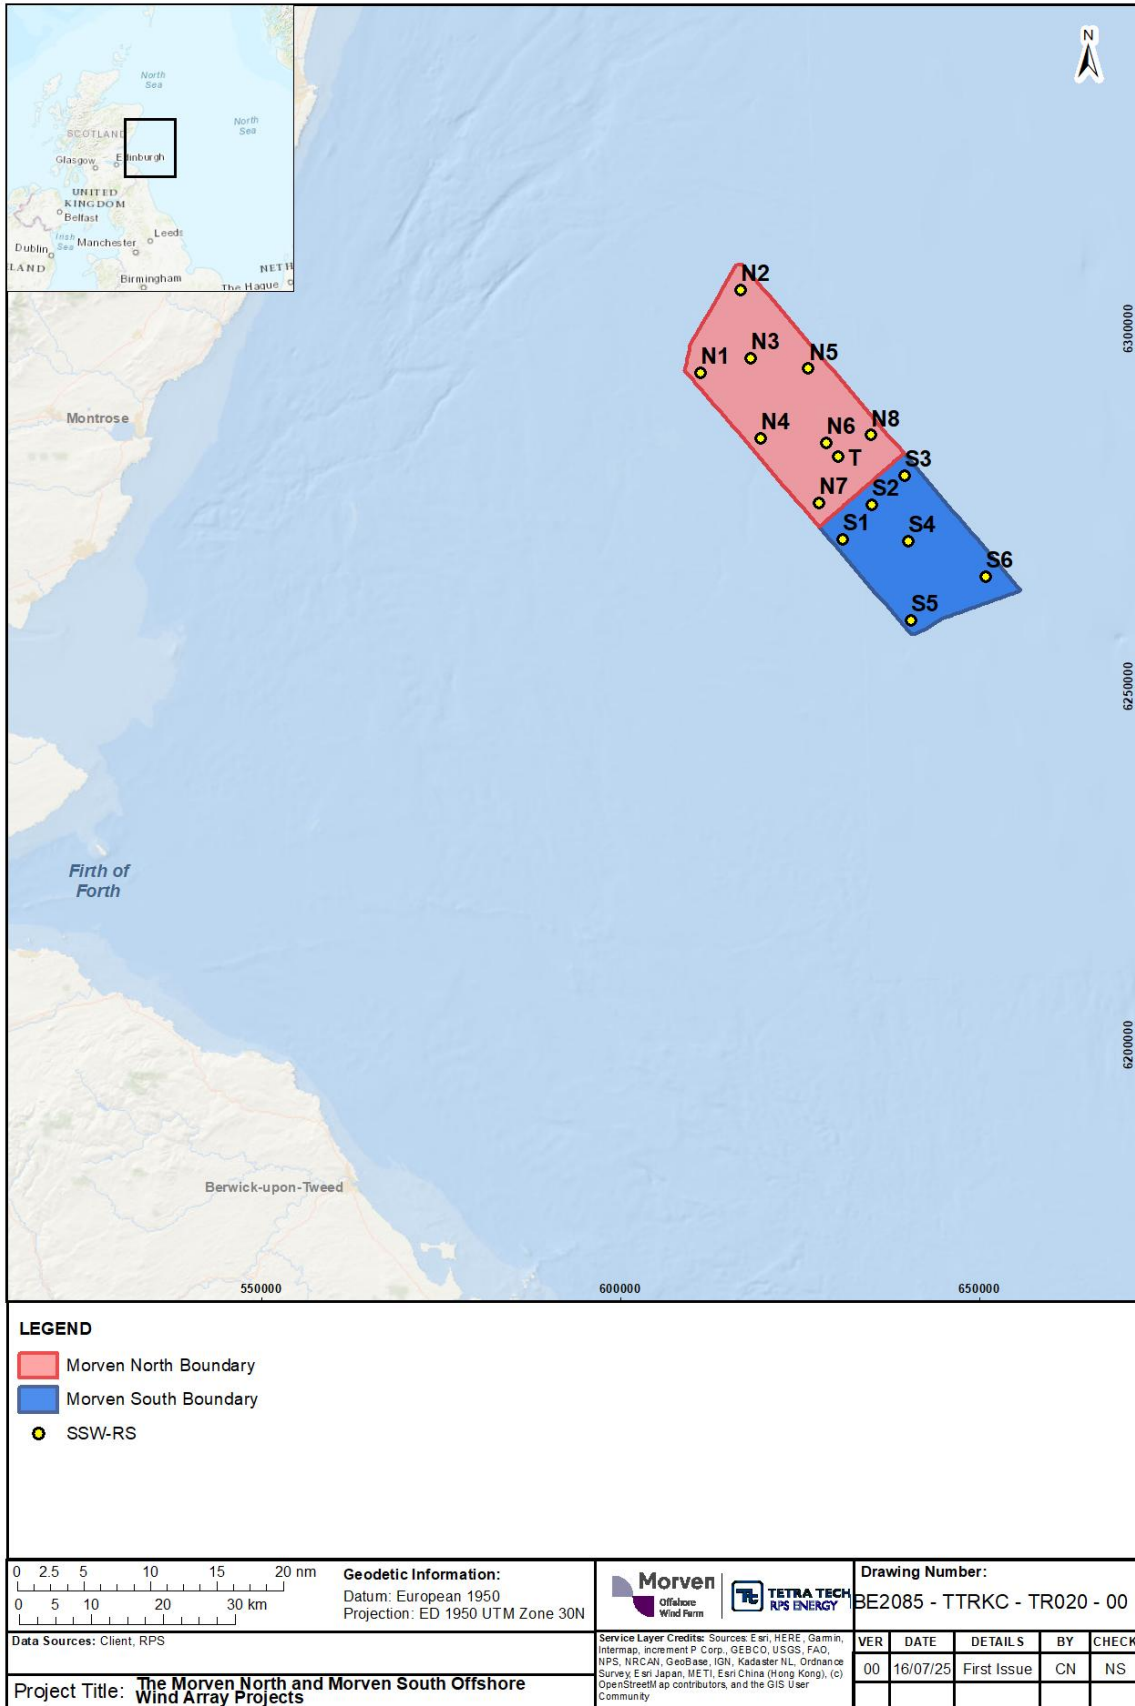 N
North
Sea
North
Sea
SCOTLAND
Glasgow
Edinburgh
UNITED
KINGDOM
Belfast
Irish
Sea
Manchester
Leeds
Dublin
LAND
Birmingham
NETH
The Hague
N2
N3
N1
N5
N4
N6
N8
T
S3
N7
S2
S1
S4
S6
S5
Montrose
Firth of
Forth
Berwick-upon-Tweed
6300000
6250000
6200000
550000
600000
650000
LEGEND
Morven North Boundary
Morven South Boundary
SSW-RS
0 2.5 5 10 15 20 nm
0 5 10 20 30 km
Geodetic Information:
Datum: European 1950
Projection: ED 1950 UTM Zone 30N
Morven
Offshore
Wind Farm
TETRA TECH
RPS ENERGY
Drawing Number:
BE2085 - TTRKC - TR020 - 00
Data Sources: Client, RPS
Service Layer Credits: Sources: Esri, HERE, Garmin,
Intermap, increment P Corp., GEBCO, USGS, FAO,
NPS, NRCAN, GeoBase, IGN, Kadaster NL, Ordnance
Survey, Esri Japan, METI, Esri China (Hong Kong), (c)
OpenStreetMap contributors, and the GIS User
Community
VER DATE DETAILS BY CHECK
00 16/07/25 First Issue CN NS
Project Title: The Morven North and Morven South Offshore
Wind Array Projects